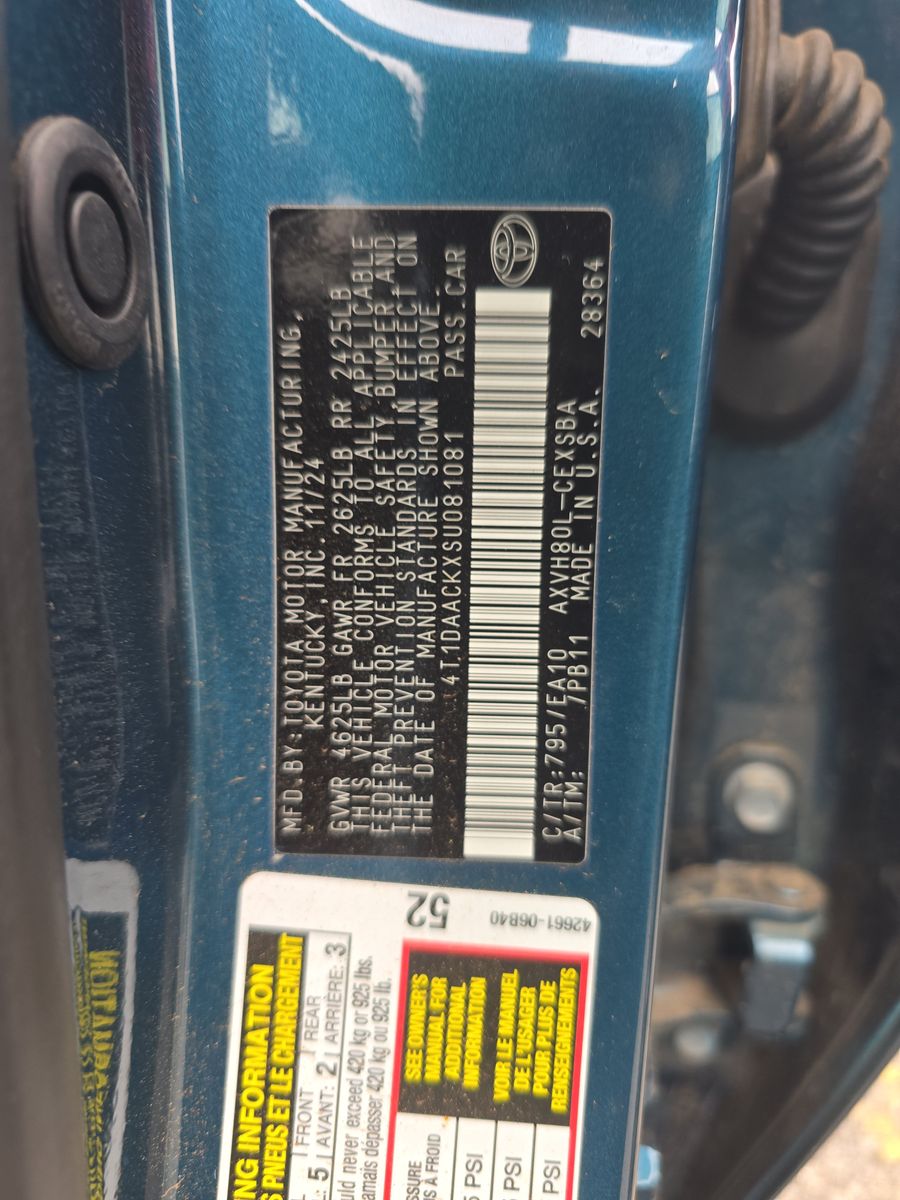 MFD.BY:TOYOTA MOTOR MANUFACTURING,
KENTUCKY, INC. 11/24
GVWR 4625LB GAWR FR 2625LB RR 2425LB
THIS VEHICLE CONFORMS TO ALL APPLICABLE
FEDERAL MOTOR VEHICLE SAFETY, BUMPER AND
THEFT PREVENTION STANDARDS IN EFFECT ON
THE DATE OF MANUFACTURE SHOWN ABOVE.
4T1DAACKXSU081081 PASS.CAR
C/TR:795/EA10 AXVH80L-CEXSBA
A/TM: 7PB11 MADE IN U.S.A. 28364
52
42661-06B40
ING INFORMATION
S PNEUS ET LE CHARGEMENT
FRONT REAR
5 AVANT: 2 ARRIÈRE: 3
uld never exceed 420 kg or 925 lbs.
amais dépasser 420 kg ou 925 lb.
SSURE
S À FROID
PSI
PSI
PSI
SEE OWNER'S
MANUAL FOR
ADDITIONAL
INFORMATION
VOIR LE MANUEL
DE L'USAGER
POUR PLUS DE
RENSEIGNEMENTS